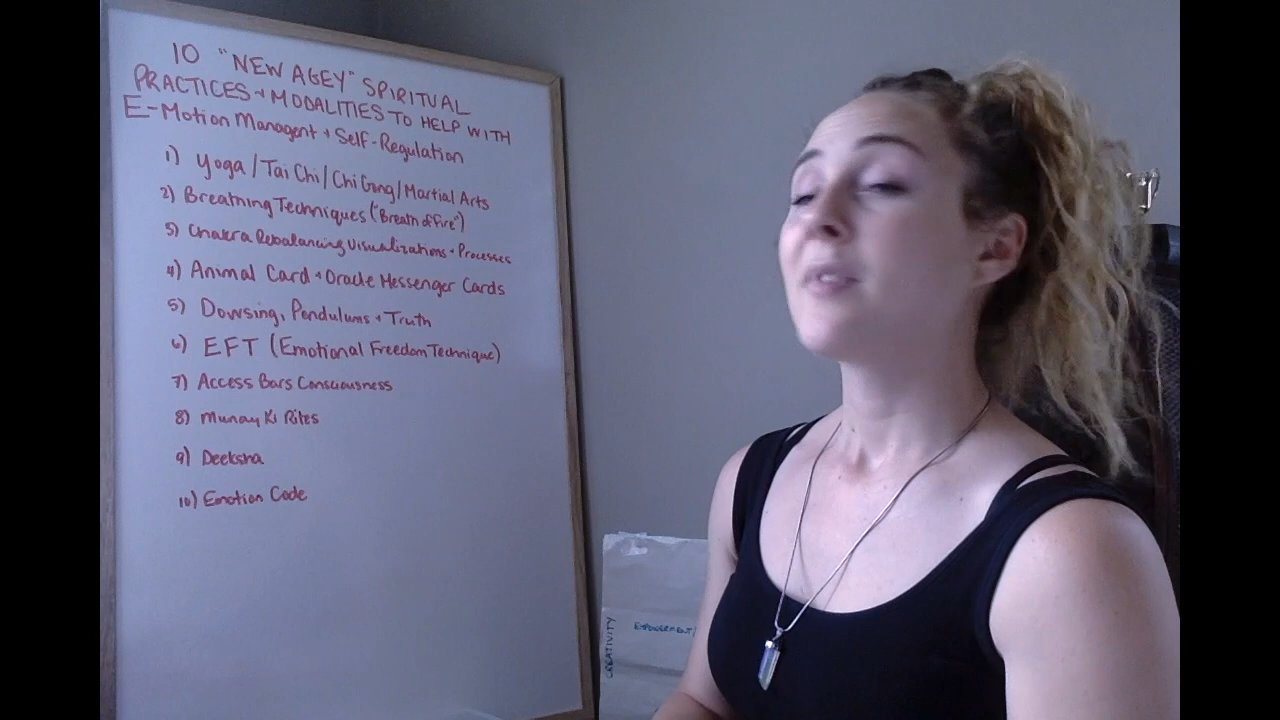 10 "NEW AGEY" SPIRITUAL
PRACTICES + MODALITIES TO HELP WITH
E-Motion Managent + Self-Regulation
1) Yoga / Tai Chi / Chi Gong / Martial Arts
2) Breathing Techniques ("Breath of Fire")
3) Chakra Rebalancing Visualizations + Processes
4) Animal Card + Oracle Messenger Cards
5) Dowsing, Pendulums + Truth
6) EFT (Emotional Freedom Technique)
7) Access Bars Consciousness
8) Munay Ki Rites
9) Deeksha
10) Emotion Code
EMPOWERMENT/
CREATIVITY